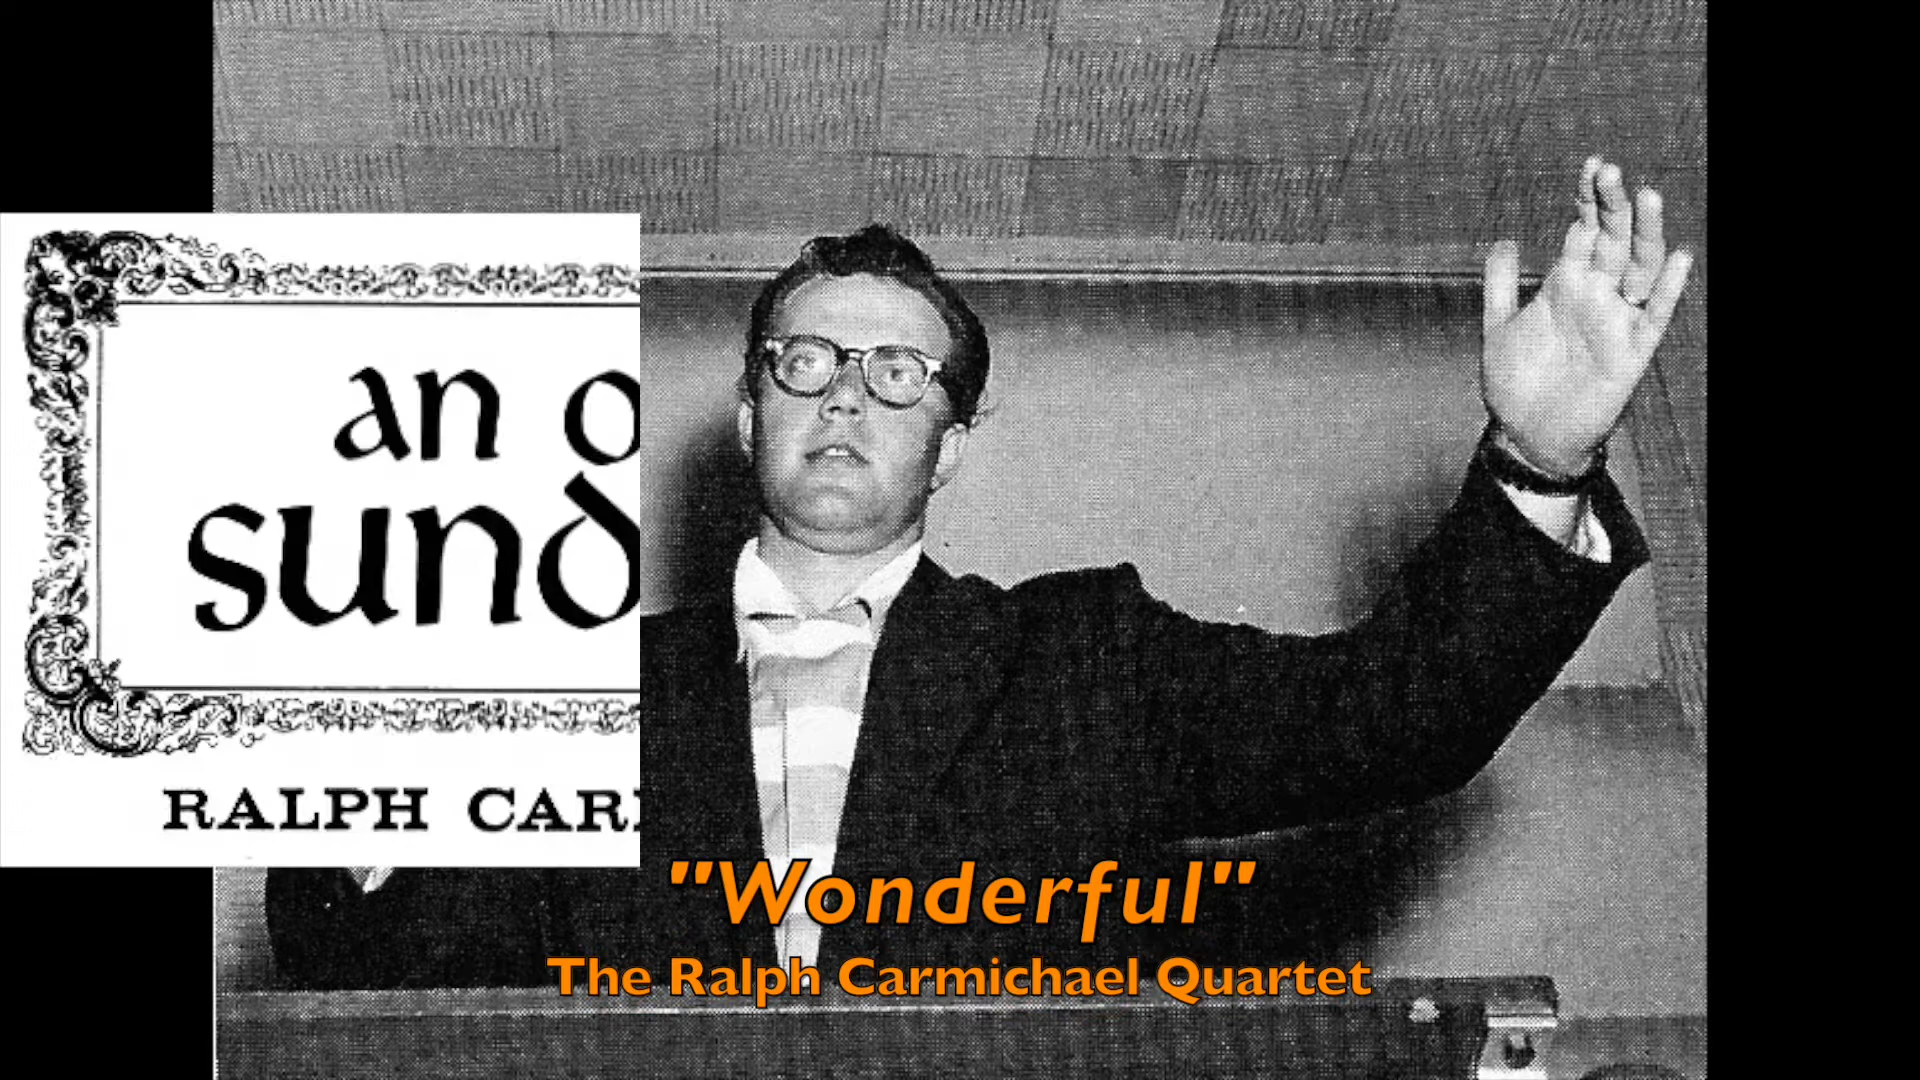 an o
sund
RALPH CAR
"Wonderful"
The Ralph Carmichael Quartet